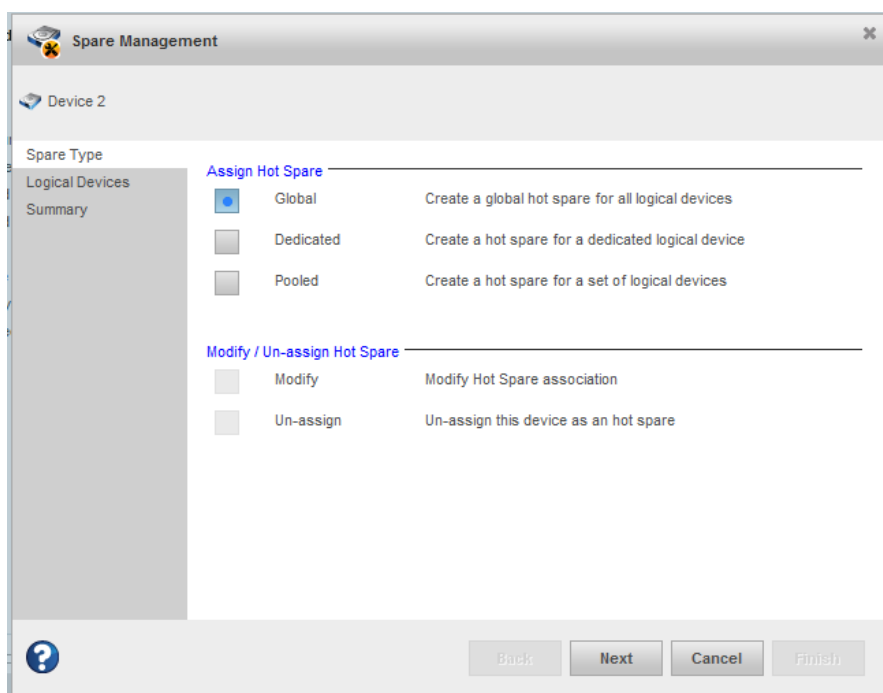 Spare Management
Device 2
Spare Type
Logical Devices
Summary
Assign Hot Spare
Global Create a global hot spare for all logical devices
Dedicated Create a hot spare for a dedicated logical device
Pooled Create a hot spare for a set of logical devices
Modify / Un-assign Hot Spare
Modify Modify Hot Spare association
Un-assign Un-assign this device as an hot spare
? Back Next Cancel Finish